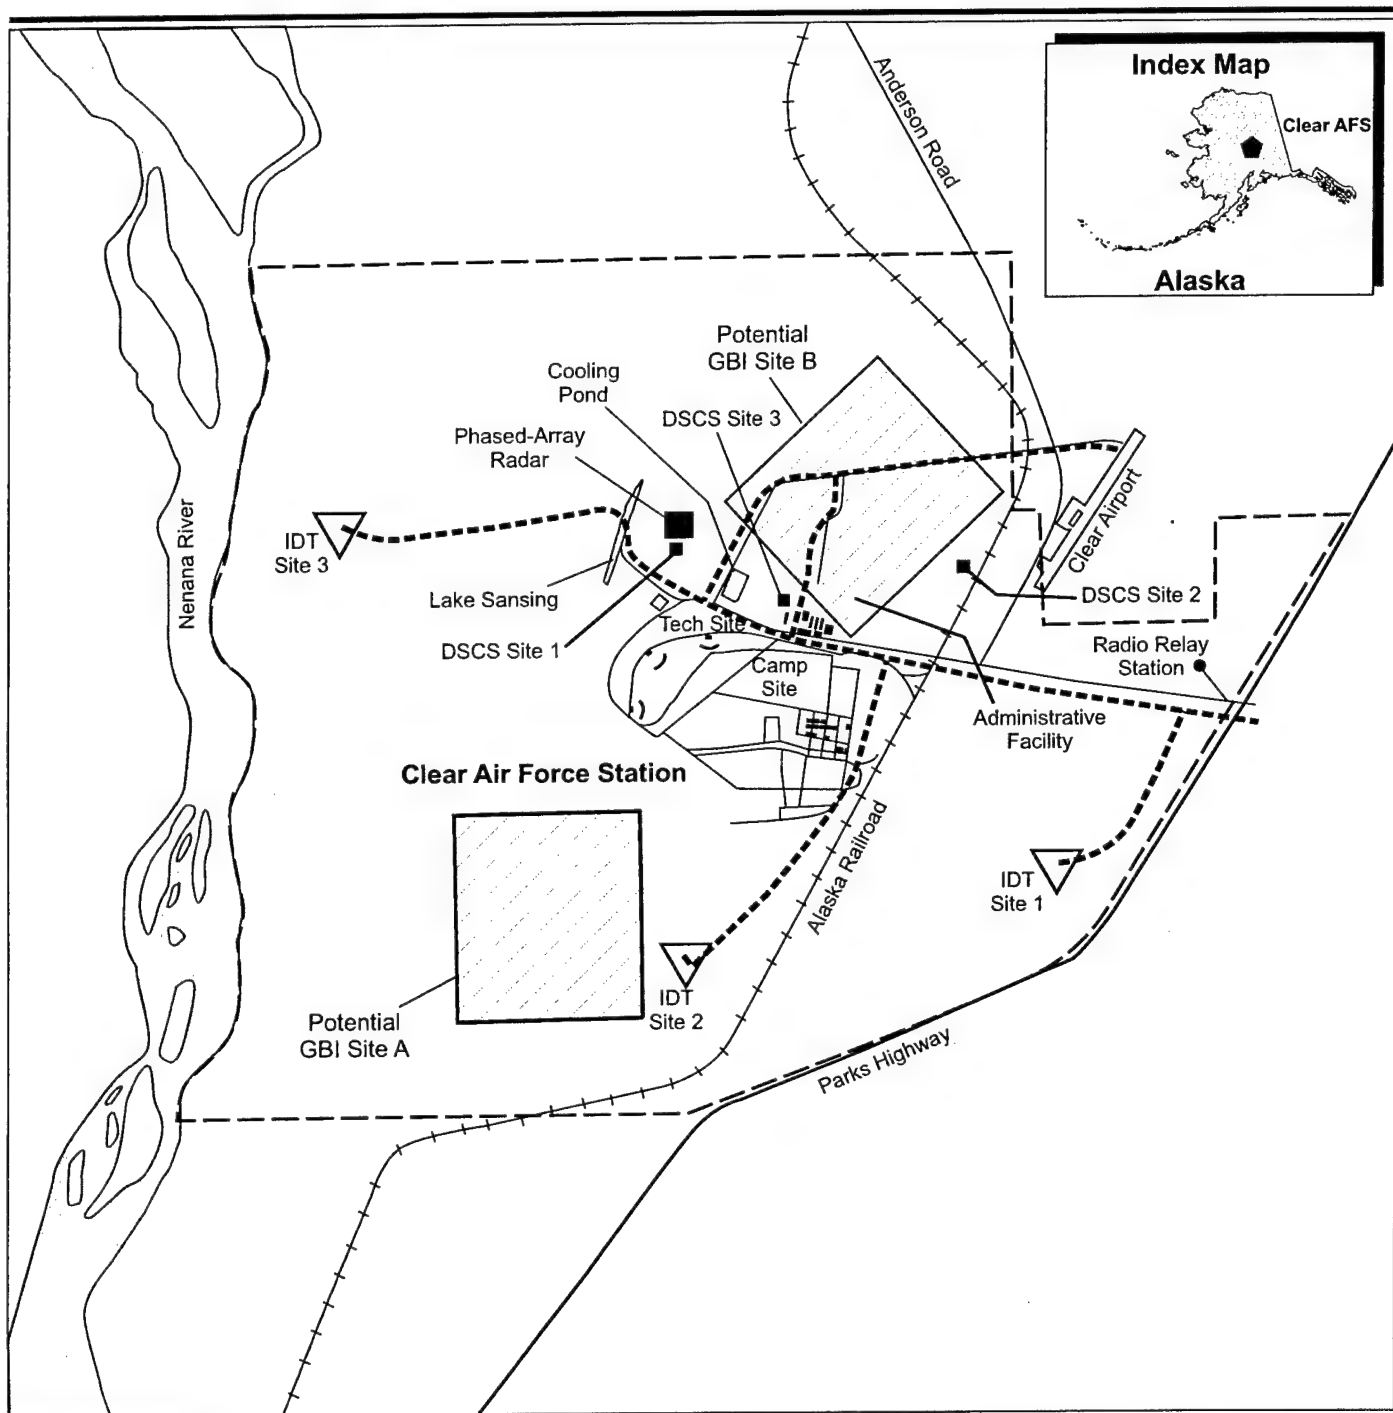 Index Map
Clear AFS
Alaska
Anderson Road
Potential
GBI Site B
Cooling
Pond
DSCS Site 3
Phased-Array
Radar
Clear Airport
Nenana River
IDT
Site 3
Lake Sansing
DSCS Site 2
Tech Site
DSCS Site 1
Radio Relay
Station
Camp
Site
Administrative
Facility
Clear Air Force Station
Alaska Railroad
IDT
Site 1
IDT
Site 2
Potential
GBI Site A
Parks Highway